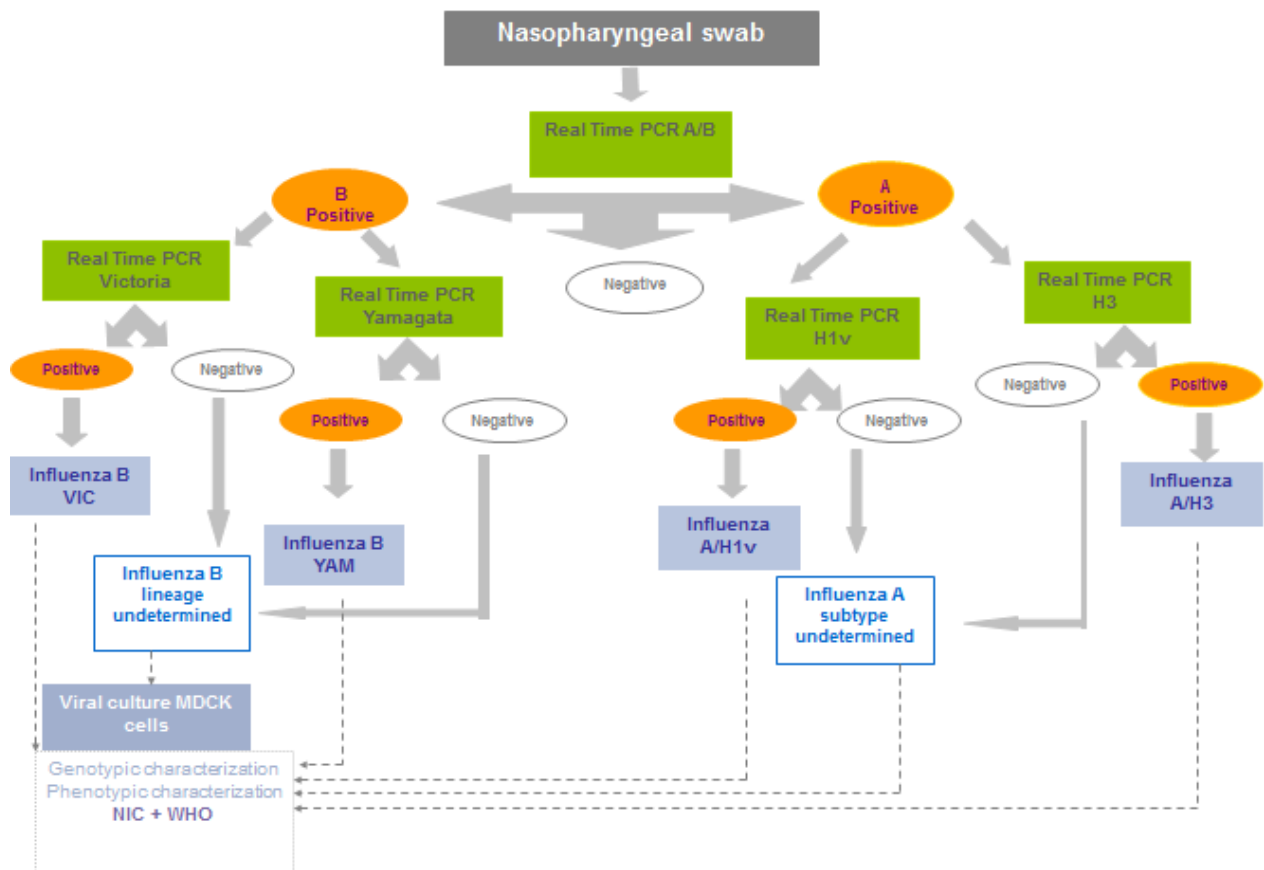 Nasopharyngeal swab
Real Time PCR A/B
B
Positive
A
Positive
Real Time PCR
Victoria
Real Time PCR
Yamagata
Negative
Real Time PCR
H1v
Real Time PCR
H3
Positive
Negative
Positive
Negative
Positive
Negative
Negative
Positive
Influenza B
VIC
Influenza B
YAM
Influenza
A/H1v
Influenza
A/H3
Influenza B
lineage
undetermined
Influenza A
subtype
undetermined
Viral culture MDCK
cells
Genotypic characterization
Phenotypic characterization
NIC + WHO